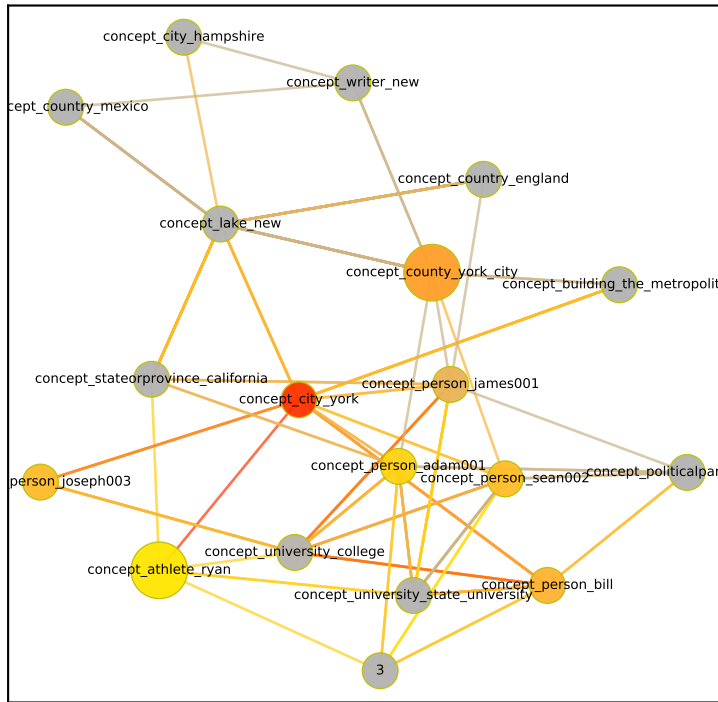 concept_city_hampshire
concept_writer_new
cept_country_mexico
concept_country_england
concept_lake_new
concept_county_york_city
concept_building_the_metropolit
concept_stateorprovince_california
concept_person_james001
concept_city_york
concept_person_adam001
concept_politicalpar
concept_person_sean002
person_joseph003
concept_university_college
concept_athlete_ryan
concept_person_bill
concept_university_state_university
3